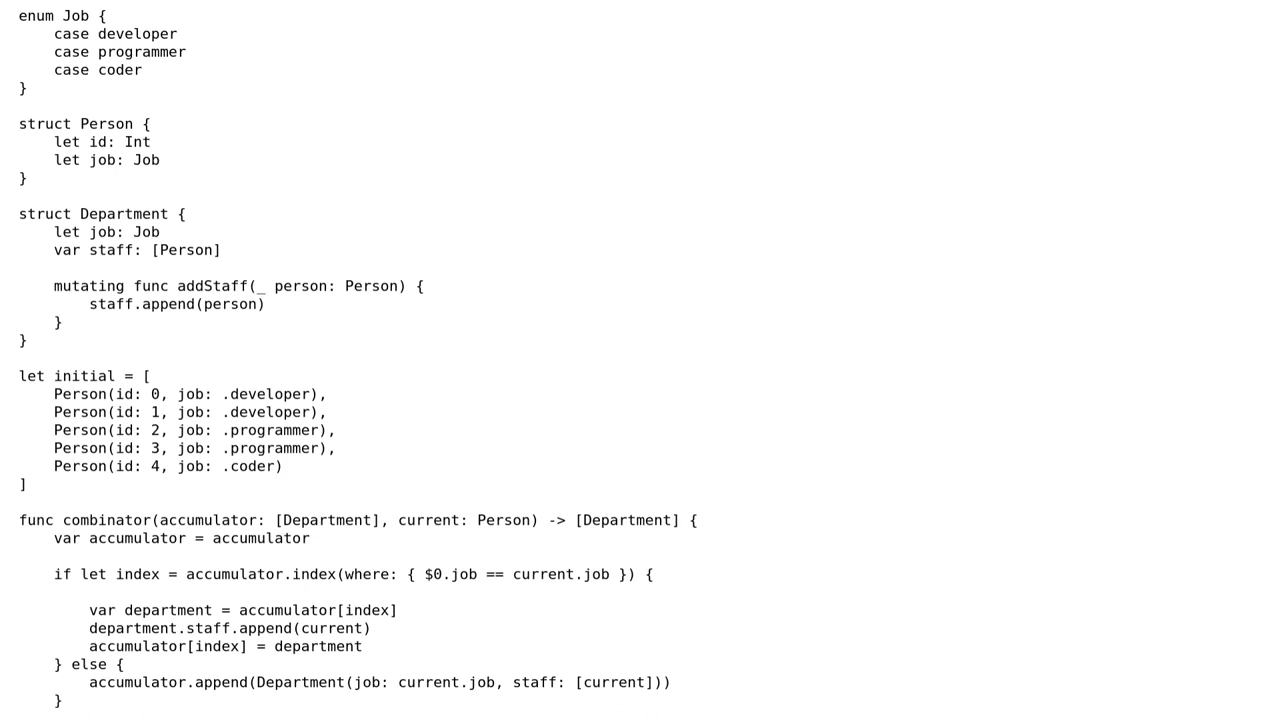 enum Job {
    case developer
    case programmer
    case coder
}

struct Person {
    let id: Int
    let job: Job
}

struct Department {
    let job: Job
    var staff: [Person]

    mutating func addStaff(_ person: Person) {
        staff.append(person)
    }
}

let initial = [
    Person(id: 0, job: .developer),
    Person(id: 1, job: .developer),
    Person(id: 2, job: .programmer),
    Person(id: 3, job: .programmer),
    Person(id: 4, job: .coder)
]

func combinator(accumulator: [Department], current: Person) -> [Department] {
    var accumulator = accumulator

    if let index = accumulator.index(where: { $0.job == current.job }) {

        var department = accumulator[index]
        department.staff.append(current)
        accumulator[index] = department
    } else {
        accumulator.append(Department(job: current.job, staff: [current]))
    }